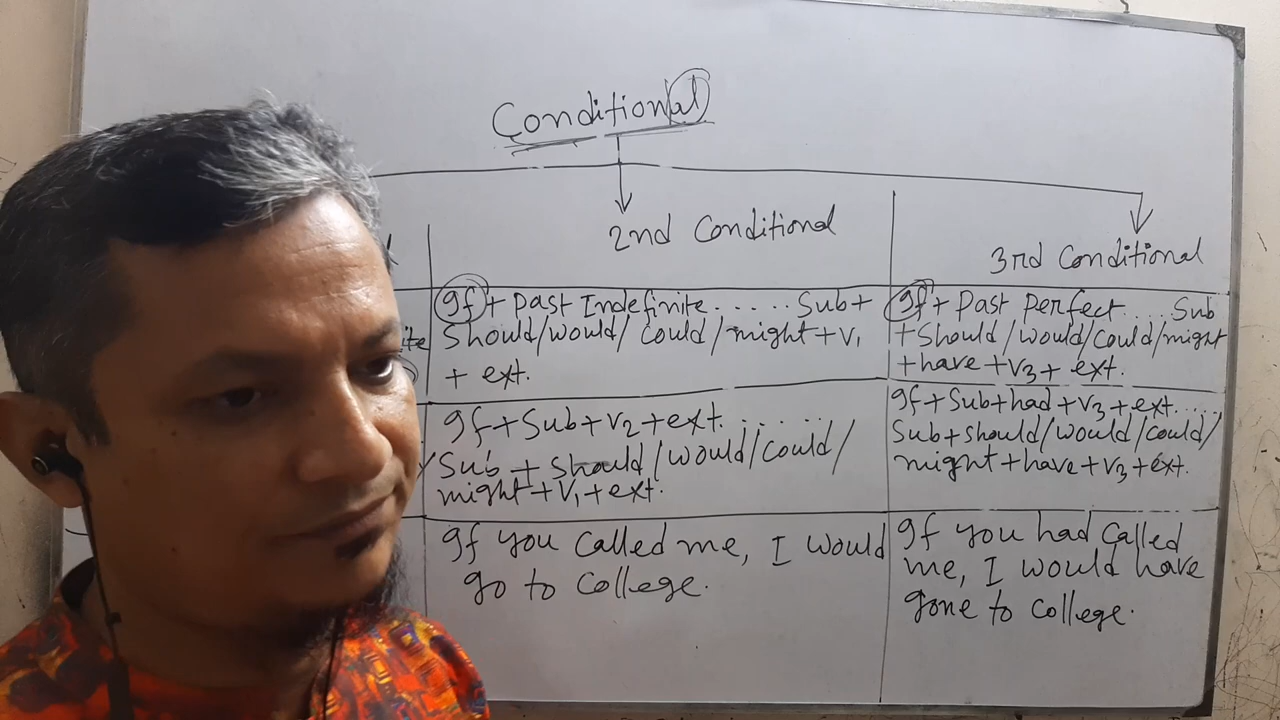 Conditional
2nd Conditional
3rd Conditional
If + Past Indefinite...... Sub+
Should/would/ could/might+V1
+ ext.
If+Sub+V2+ext.......
Sub + should/would/could/
might+V1+ext.
If you called me, I would
go to college.
If + Past perfect..... Sub
+Should/would/could/might
+have+V3+ ext.
If+Sub+had+V3+ext.....
Sub+should/would/could/
might+have+V3+ext.
If you had called
me, I would have
gone to college.